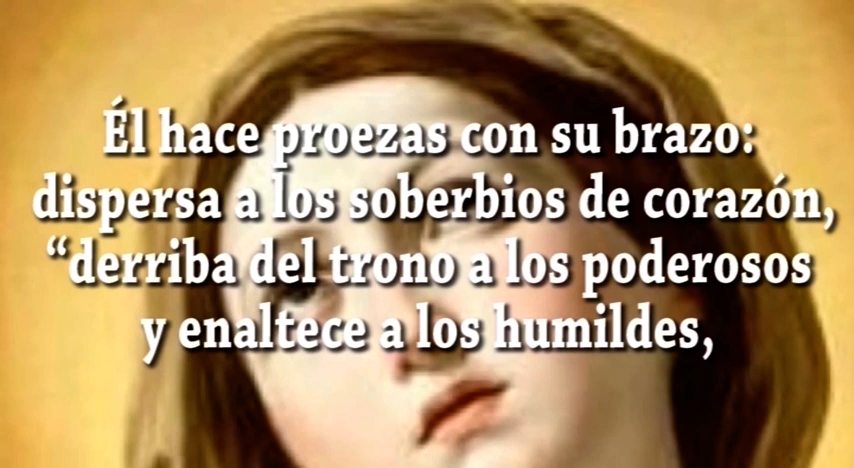 Él hace proezas con su brazo:
dispersa a los soberbios de corazón,
“derriba del trono a los poderosos
y enaltece a los humildes,